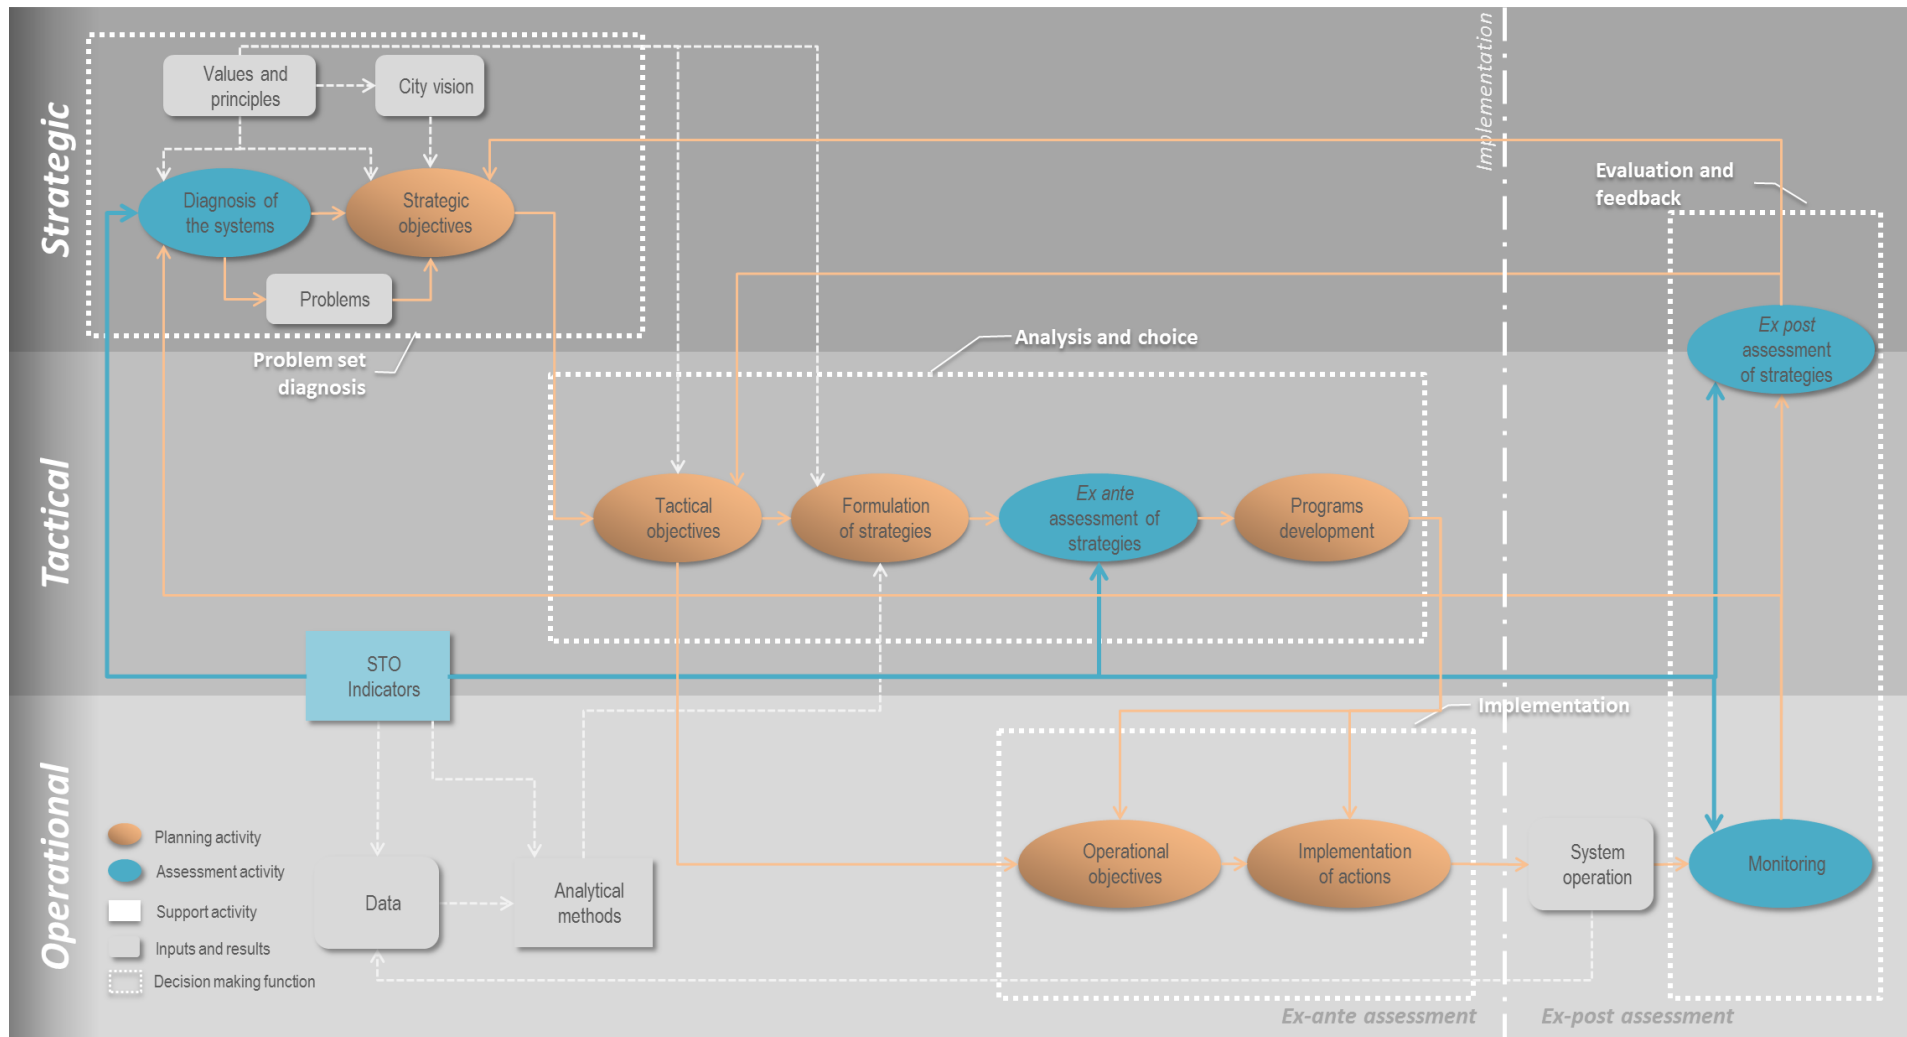 Strategic
Values and
principles
City vision
Diagnosis of
the systems
Strategic
objectives
Problems
Problem set
diagnosis
Implementation
Evaluation and
feedback
Ex post
assessment
of strategies
Tactical
Analysis and choice
Tactical
objectives
Formulation
of strategies
Ex ante
assessment of
strategies
Programs
development
STO
Indicators
Operational
Implementation
Operational
objectives
Implementation
of actions
System
operation
Monitoring
Data
Analytical
methods
Planning activity
Assessment activity
Support activity
Inputs and results
Decision making function
Ex-ante assessment
Ex-post assessment